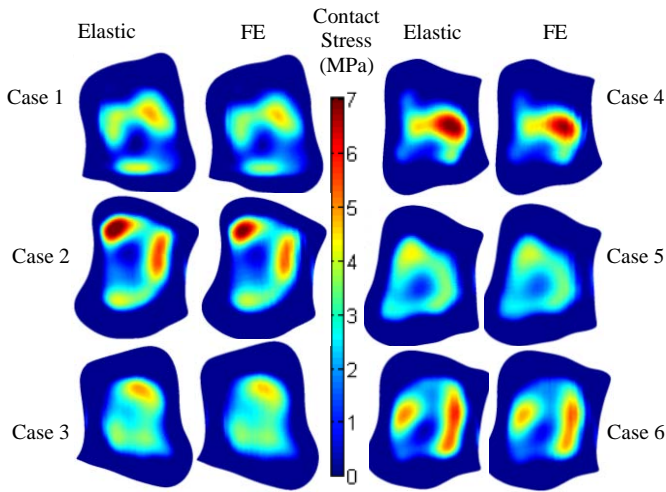 Elastic
FE
Contact
Stress
(MPa)
Elastic
FE
Case 1
Case 4
7
6
Case 2
5
Case 5
4
3
2
Case 3
1
Case 6
0